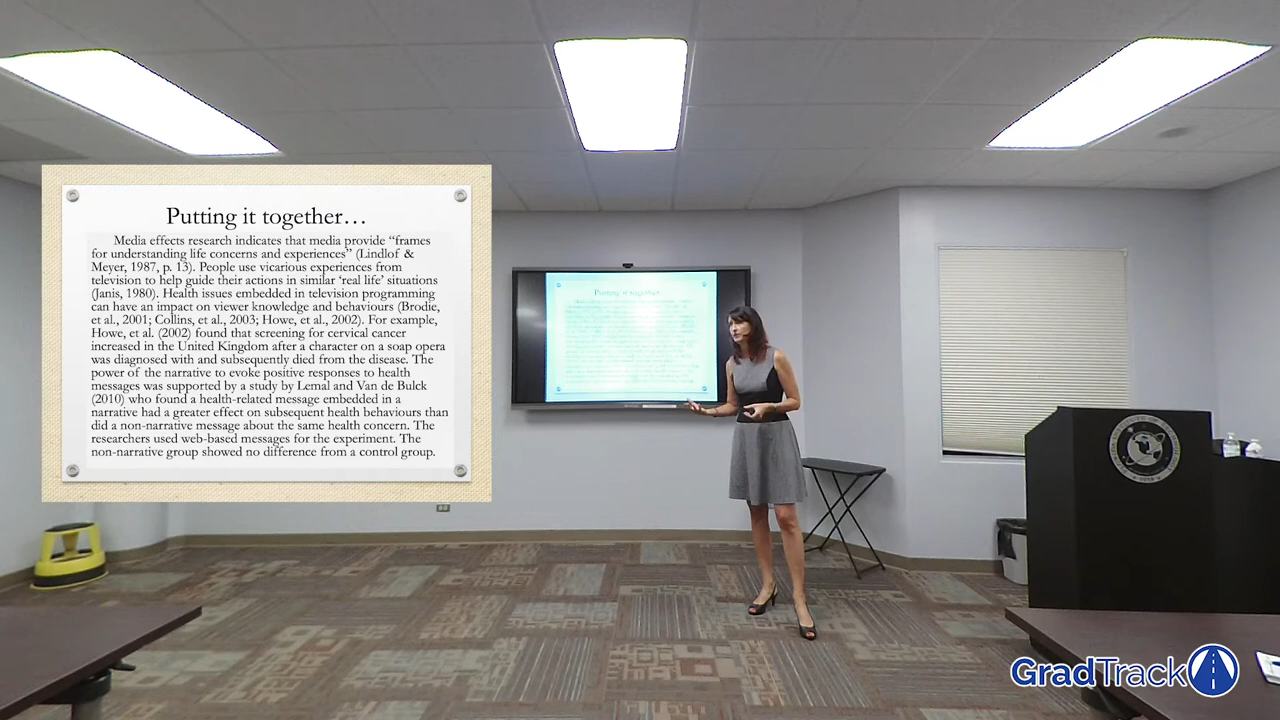 Putting it together…
Media effects research indicates that media provide “frames
for understanding life concerns and experiences” (Lindlof &
Meyer, 1987, p. 13). People use vicarious experiences from
television to help guide their actions in similar ‘real life’ situations
(Janis, 1980). Health issues embedded in television programming
can have an impact on viewer knowledge and behaviours (Brodie,
et al., 2001; Collins, et al., 2003; Howe, et al., 2002). For example,
Howe, et al. (2002) found that screening for cervical cancer
increased in the United Kingdom after a character on a soap opera
was diagnosed with and subsequently died from the disease. The
power of the narrative to evoke positive responses to health
messages was supported by a study by Lemal and Van de Bulck
(2010) who found a health-related message embedded in a
narrative had a greater effect on subsequent health behaviours than
did a non-narrative message about the same health concern. The
researchers used web-based messages for the experiment. The
non-narrative group showed no difference from a control group.
Putting it together…
GradTrack